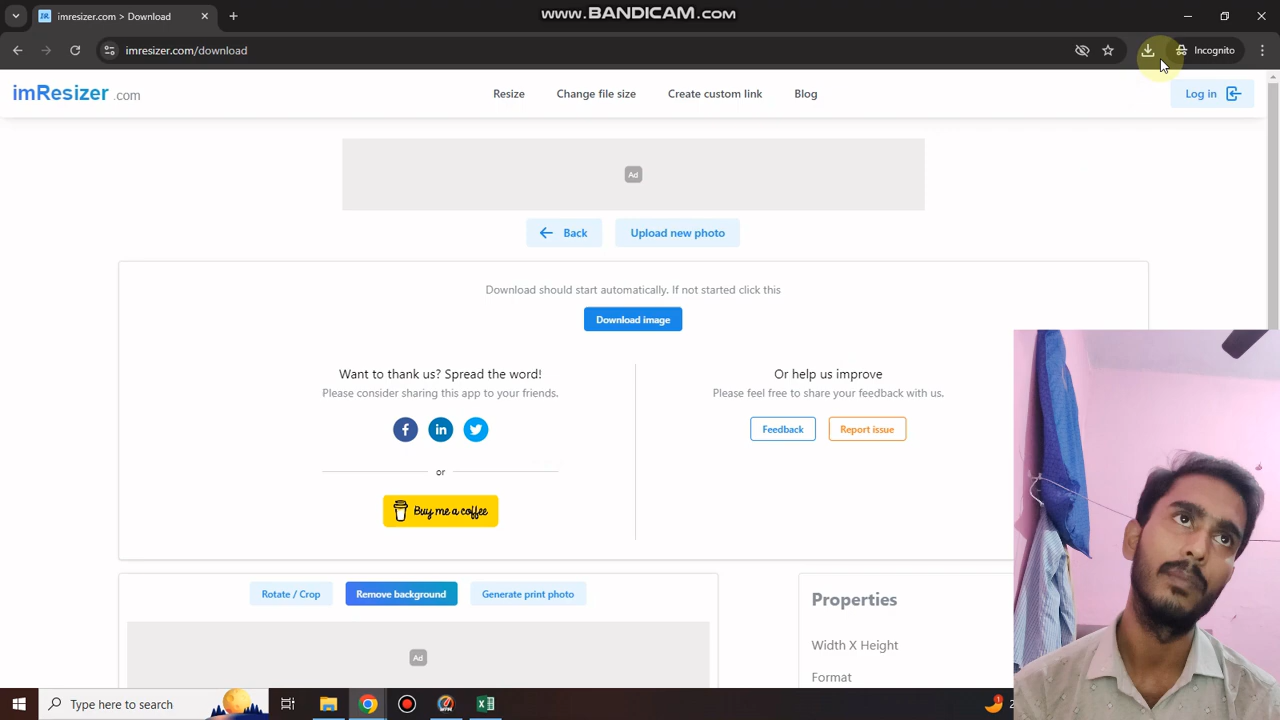 imresizer.com > Download
www.BANDICAM.com
imresizer.com/download
Incognito
imResizer .com
Resize
Change file size
Create custom link
Blog
Log in
Ad
Back
Upload new photo
Download should start automatically. If not started click this
Download image
Want to thank us? Spread the word!
Please consider sharing this app to your friends.
or
Buy me a coffee
Or help us improve
Please feel free to share your feedback with us.
Feedback
Report issue
Rotate / Crop
Remove background
Generate print photo
Ad
Properties
Width X Height
Format
Type here to search